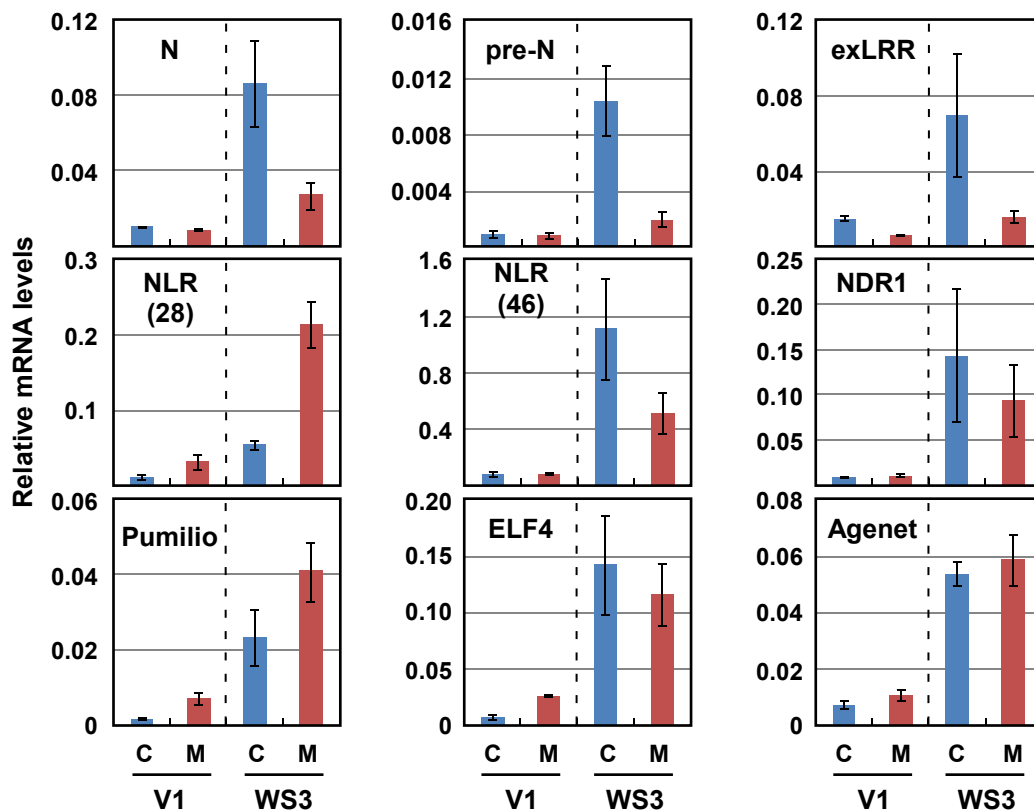 Relative mRNA levels
N
0.12
0.08
0.04
pre-N
0.016
0.012
0.008
0.004
exLRR
0.12
0.08
0.04
NLR
(28)
0.3
0.2
0.1
NLR
(46)
1.6
1.2
0.8
0.4
NDR1
0.25
0.20
0.15
0.10
0.05
Pumilio
0.06
0.04
0.02
0
ELF4
0.20
0.15
0.10
0.05
0
Agenet
0.08
0.06
0.04
0.02
0
C M C M
V1 WS3
C M C M
V1 WS3
C M C M
V1 WS3